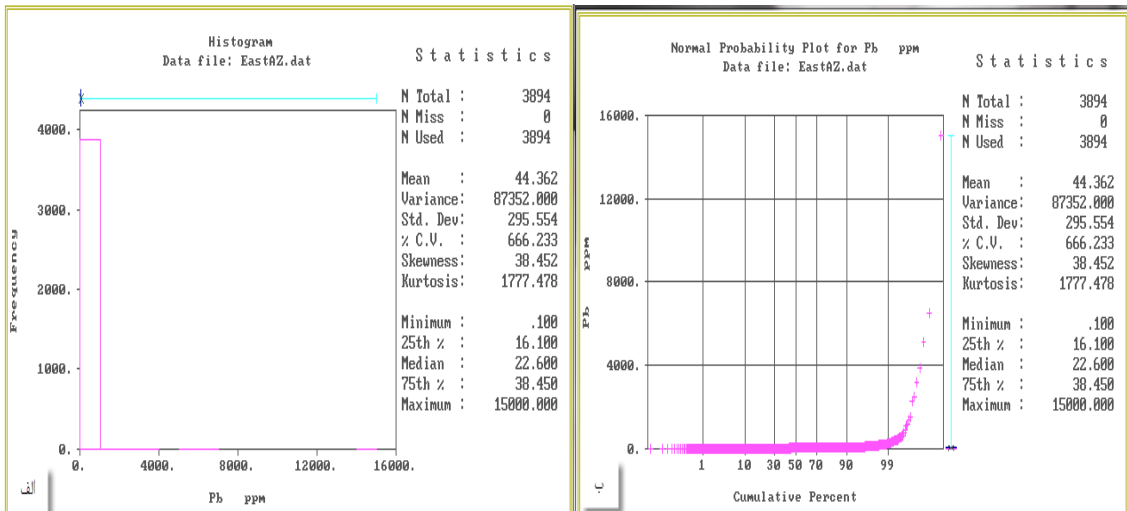 Histogram
Data file: EastAZ.dat
Statistics
N Total : 3894
N Miss : 0
N Used : 3894
Mean : 44.362
Variance: 87352.000
Std. Dev: 295.554
% C.V. : 666.233
Skewness: 38.452
Kurtosis: 1777.478
Minimum : .100
25th % : 16.100
Median : 22.600
75th % : 38.450
Maximum : 15000.000
Frequency
4000.
3000.
2000.
1000.
0.
0. 4000. 8000. 12000. 16000.
Pb ppm
الف
Normal Probability Plot for Pb ppm
Data file: EastAZ.dat
Statistics
N Total : 3894
N Miss : 0
N Used : 3894
Mean : 44.362
Variance: 87352.000
Std. Dev: 295.554
% C.V. : 666.233
Skewness: 38.452
Kurtosis: 1777.478
Minimum : .100
25th % : 16.100
Median : 22.600
75th % : 38.450
Maximum : 15000.000
Pb ppm
16000.
12000.
8000.
4000.
0.
1 10 30 50 70 90 99
Cumulative Percent
ب